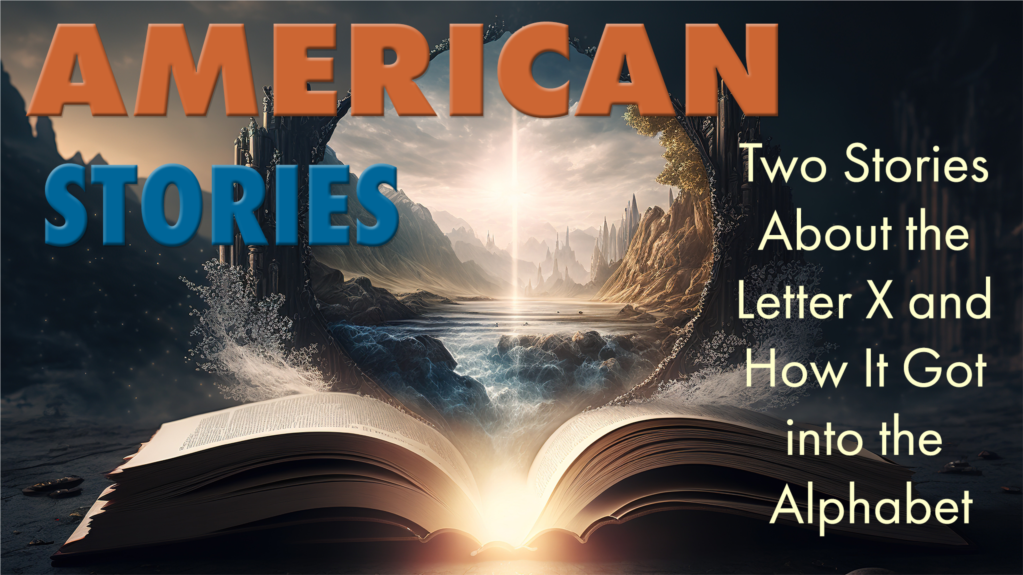 AMERICAN
STORIES
Two Stories
About the
Letter X and
How It Got
into the
Alphabet